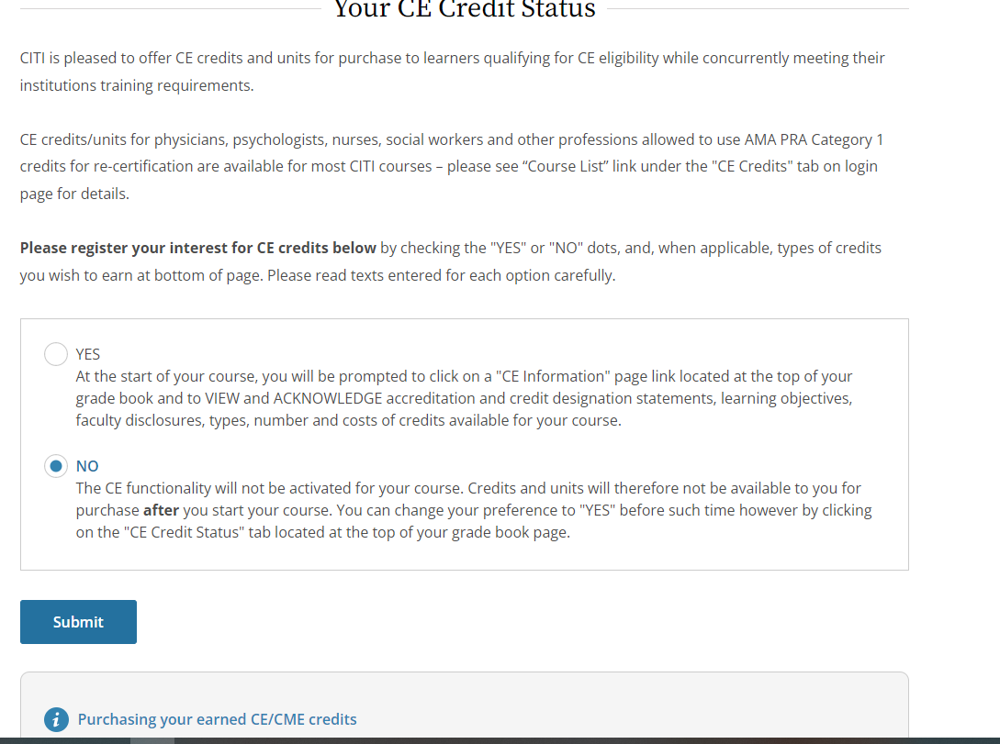 Your CE Credit Status
CITI is pleased to offer CE credits and units for purchase to learners qualifying for CE eligibility while concurrently meeting their
institutions training requirements.
CE credits/units for physicians, psychologists, nurses, social workers and other professions allowed to use AMA PRA Category 1
credits for re-certification are available for most CITI courses – please see “Course List” link under the "CE Credits" tab on login
page for details.
Please register your interest for CE credits below by checking the "YES" or "NO" dots, and, when applicable, types of credits
you wish to earn at bottom of page. Please read texts entered for each option carefully.
YES
At the start of your course, you will be prompted to click on a "CE Information" page link located at the top of your
grade book and to VIEW and ACKNOWLEDGE accreditation and credit designation statements, learning objectives,
faculty disclosures, types, number and costs of credits available for your course.
NO
The CE functionality will not be activated for your course. Credits and units will therefore not be available to you for
purchase after you start your course. You can change your preference to "YES" before such time however by clicking
on the "CE Credit Status" tab located at the top of your grade book page.
Submit
Purchasing your earned CE/CME credits